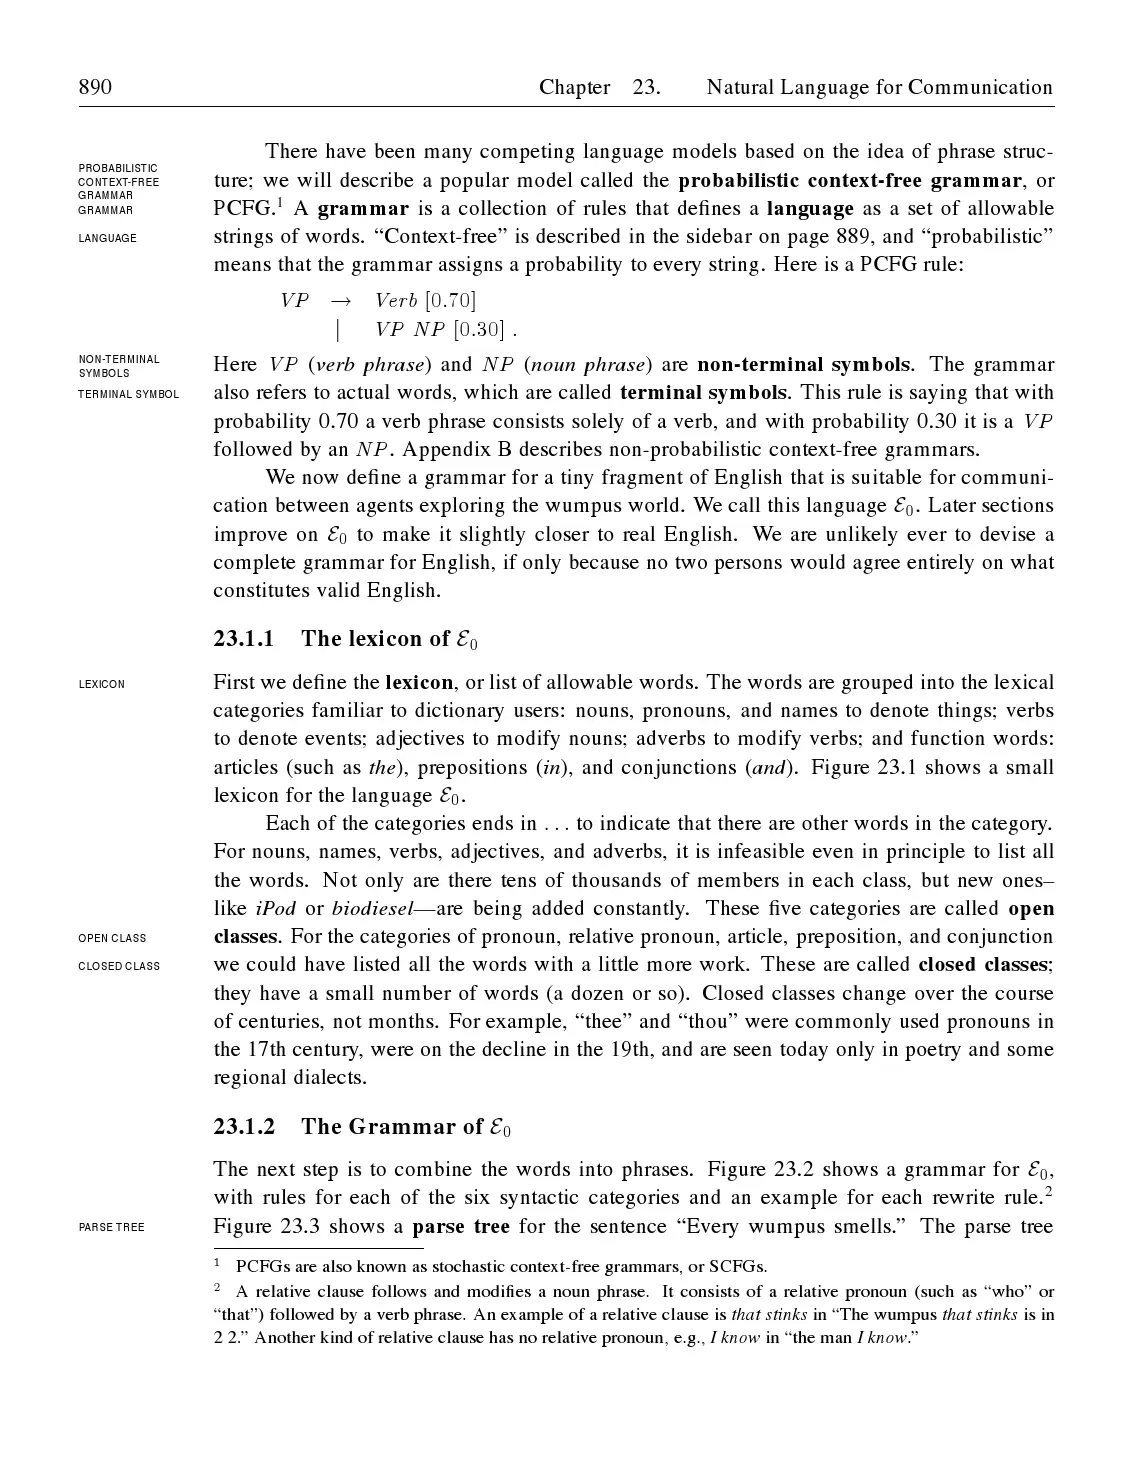 890 Chapter 23. Natural Language for Communication
There have been many competing language models based on the idea of phrase struc-
PROBABILISTIC
CONTEXT-FREE
GRAMMAR
ture; we will describe a popular model called the probabilistic context-free grammar, or
GRAMMAR
PCFG.1 A grammar is a collection of rules that defines a language as a set of allowable
LANGUAGE
strings of words. “Context-free” is described in the sidebar on page 889, and “probabilistic”
means that the grammar assigns a probability to every string. Here is a PCFG rule:
VP → Verb [0.70]
| VP NP [0.30] .
NON-TERMINAL
SYMBOLS
Here VP (verb phrase) and NP (noun phrase) are non-terminal symbols. The grammar
TERMINAL SYMBOL
also refers to actual words, which are called terminal symbols. This rule is saying that with
probability 0.70 a verb phrase consists solely of a verb, and with probability 0.30 it is a VP
followed by an NP. Appendix B describes non-probabilistic context-free grammars.
We now define a grammar for a tiny fragment of English that is suitable for communi-
cation between agents exploring the wumpus world. We call this language ℰ0. Later sections
improve on ℰ0 to make it slightly closer to real English. We are unlikely ever to devise a
complete grammar for English, if only because no two persons would agree entirely on what
constitutes valid English.
23.1.1 The lexicon of ℰ0
LEXICON
First we define the lexicon, or list of allowable words. The words are grouped into the lexical
categories familiar to dictionary users: nouns, pronouns, and names to denote things; verbs
to denote events; adjectives to modify nouns; adverbs to modify verbs; and function words:
articles (such as the), prepositions (in), and conjunctions (and). Figure 23.1 shows a small
lexicon for the language ℰ0.
Each of the categories ends in . . . to indicate that there are other words in the category.
For nouns, names, verbs, adjectives, and adverbs, it is infeasible even in principle to list all
the words. Not only are there tens of thousands of members in each class, but new ones–
like iPod or biodiesel—are being added constantly. These five categories are called open
OPEN CLASS
classes. For the categories of pronoun, relative pronoun, article, preposition, and conjunction
CLOSED CLASS
we could have listed all the words with a little more work. These are called closed classes;
they have a small number of words (a dozen or so). Closed classes change over the course
of centuries, not months. For example, “thee” and “thou” were commonly used pronouns in
the 17th century, were on the decline in the 19th, and are seen today only in poetry and some
regional dialects.
23.1.2 The Grammar of ℰ0
The next step is to combine the words into phrases. Figure 23.2 shows a grammar for ℰ0,
with rules for each of the six syntactic categories and an example for each rewrite rule.2
PARSE TREE
Figure 23.3 shows a parse tree for the sentence “Every wumpus smells.” The parse tree
1 PCFGs are also known as stochastic context-free grammars, or SCFGs.
2 A relative clause follows and modifies a noun phrase. It consists of a relative pronoun (such as “who” or
“that”) followed by a verb phrase. An example of a relative clause is that stinks in “The wumpus that stinks is in
2 2.” Another kind of relative clause has no relative pronoun, e.g., I know in “the man I know.”